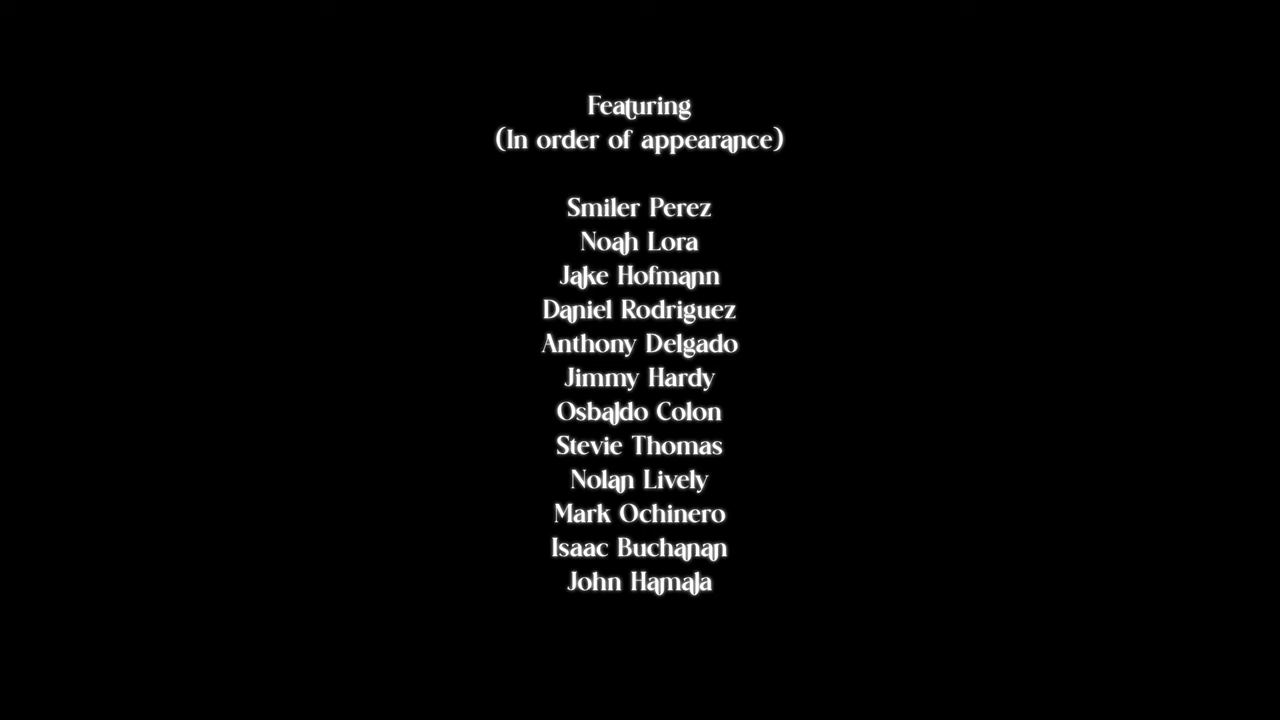 Featuring
(In order of appearance)
Smiler Perez
Noah Lora
Jake Hofmann
Daniel Rodriguez
Anthony Delgado
Jimmy Hardy
Osbaldo Colon
Stevie Thomas
Nolan Lively
Mark Ochinero
Isaac Buchanan
John Hamala